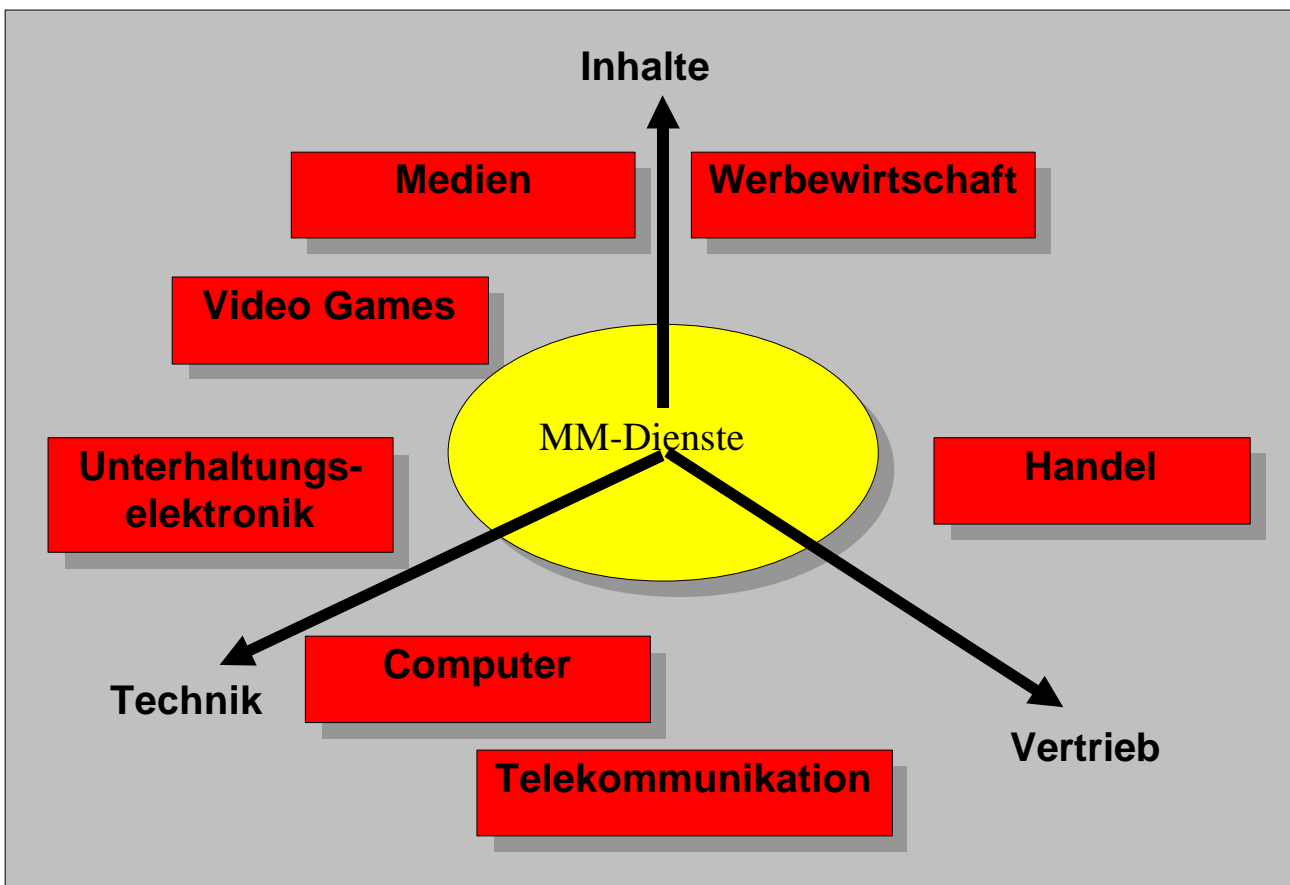 Inhalte
Medien
Werbewirtschaft
Video Games
MM-Dienste
Unterhaltungs-
elektronik
Handel
Computer
Technik
Vertrieb
Telekommunikation